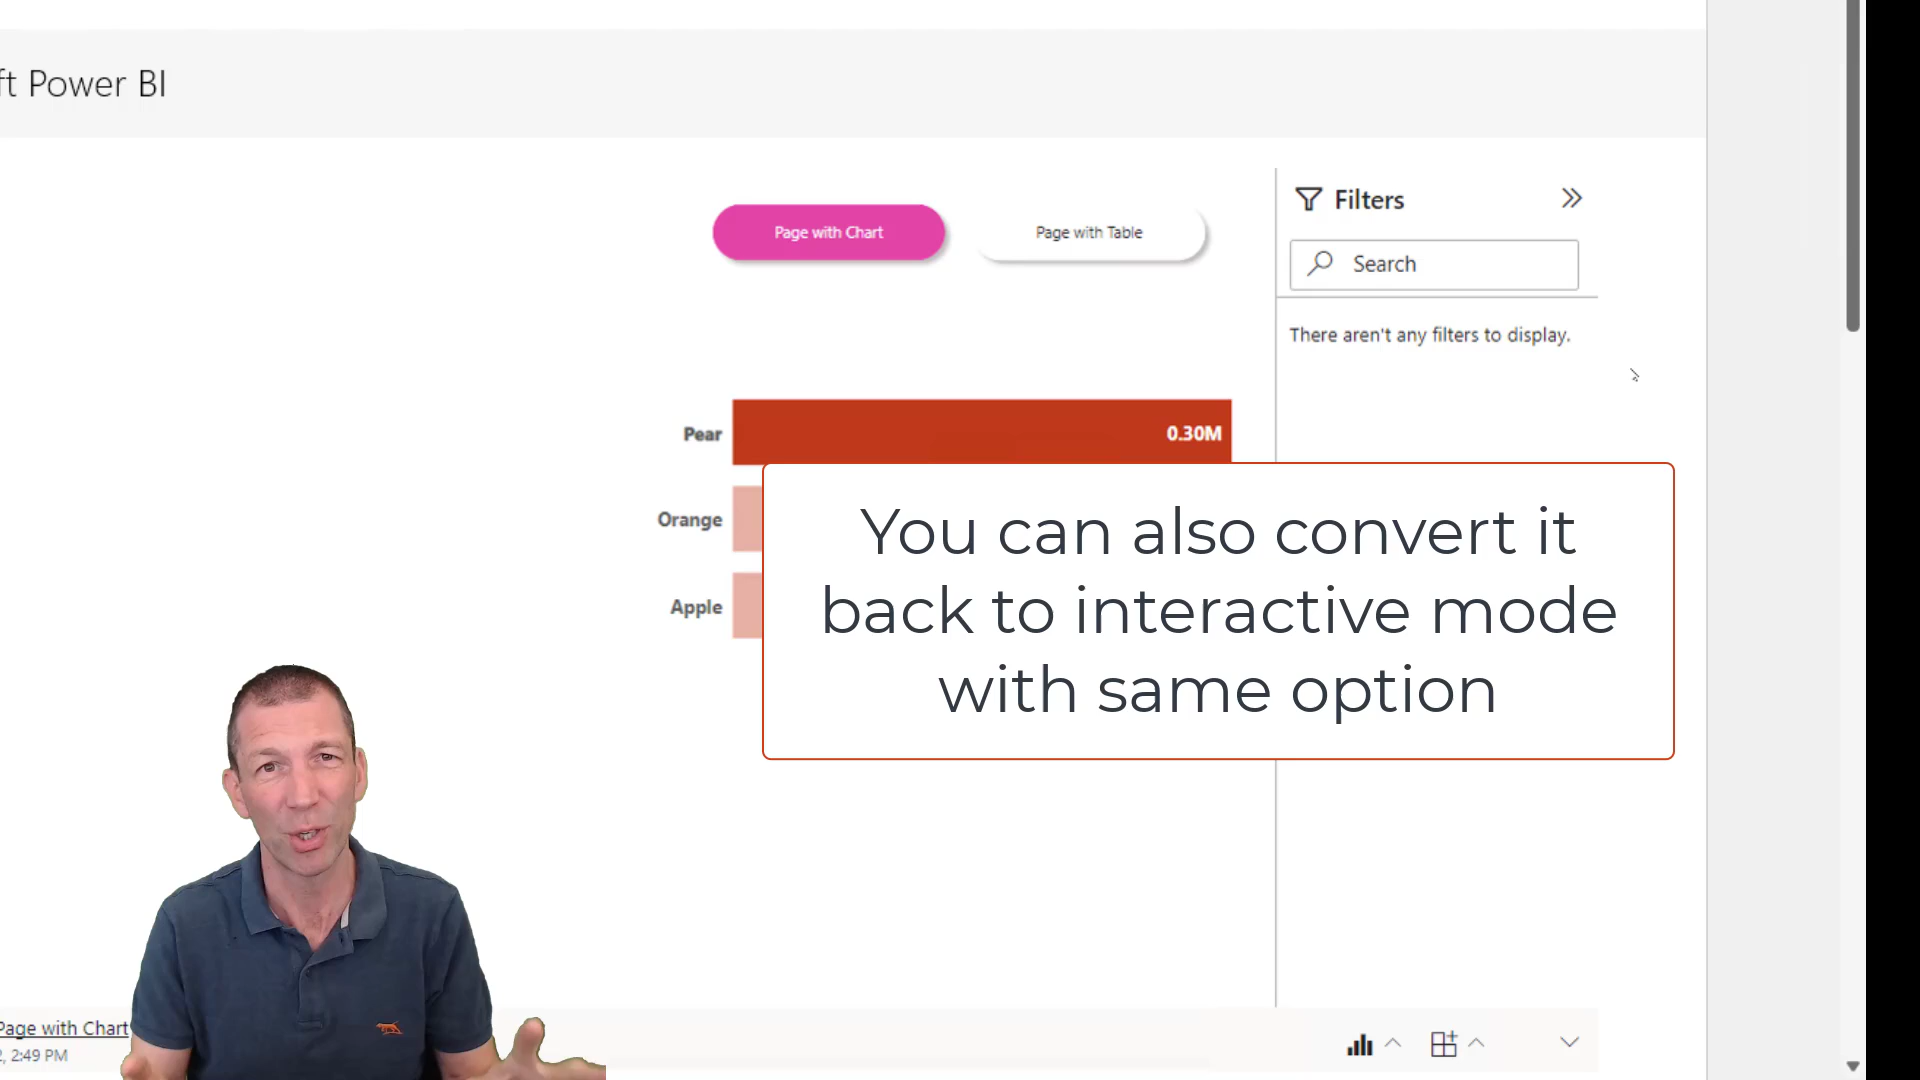 ft Power BI
Page with Chart
Page with Table
Filters
Search
There aren't any filters to display.
Pear
0.30M
Orange
Apple
You can also convert it
back to interactive mode
with same option
Page with Chart
2, 2:49 PM